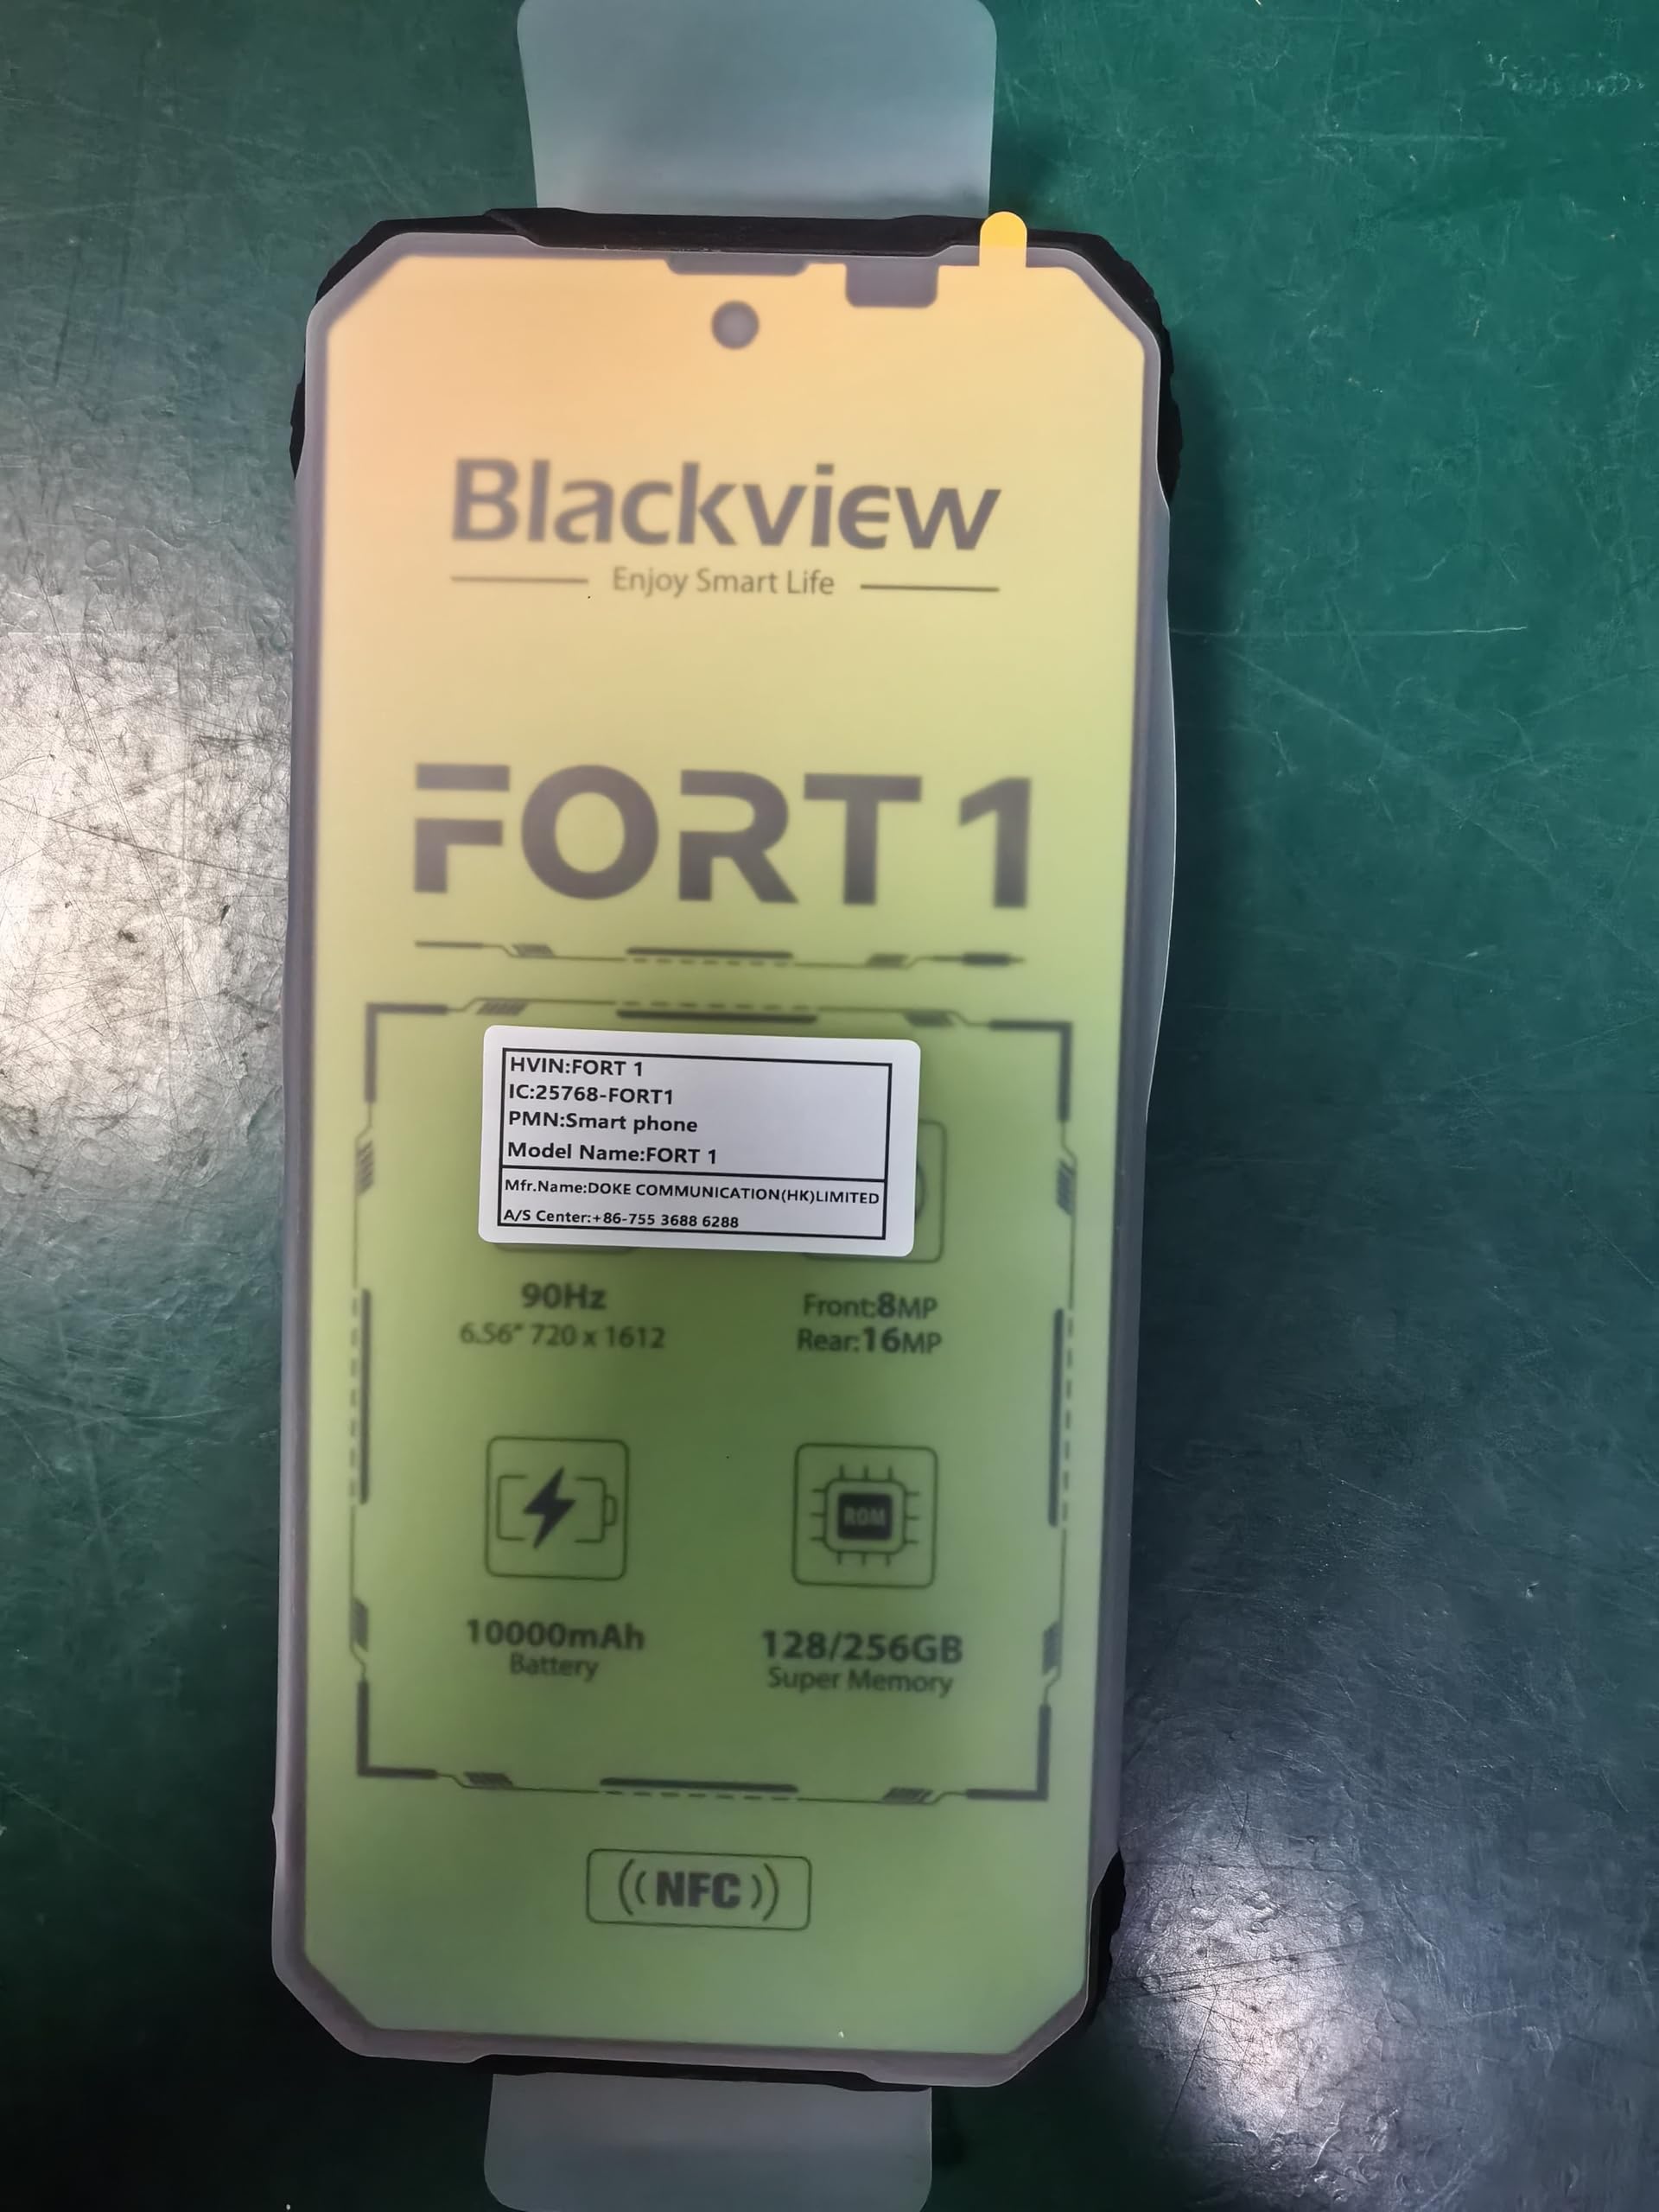 Blackview
Enjoy Smart Life
FORT 1
HVIN:FORT 1
IC:25768-FORT1
PMN:Smart phone
Model Name:FORT 1
Mfr.Name:DOKE COMMUNICATION(HK)LIMITED
A/S Center:+86-755 3688 6288
90Hz
6.56" 720 x 1612
Front:8MP
Rear:16MP
ROM
10000mAh
Battery
128/256GB
Super Memory
((NFC))